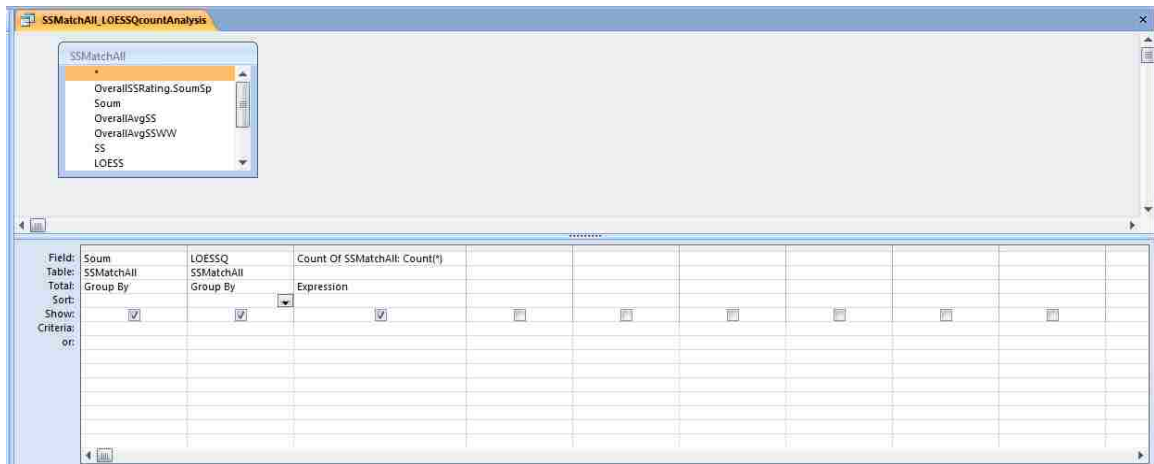 SSMatchAll_LOESSQcountAnalysis
SSMatchAll
*
OverallSSRating.SoumSp
Soum
OverallAvgSS
OverallAvgSSWW
SS
LOESS
Field: Soum LOESSQ Count Of SSMatchAll: Count(*)
Table: SSMatchAll SSMatchAll
Total: Group By Group By Expression
Sort:
Show:
Criteria:
or: